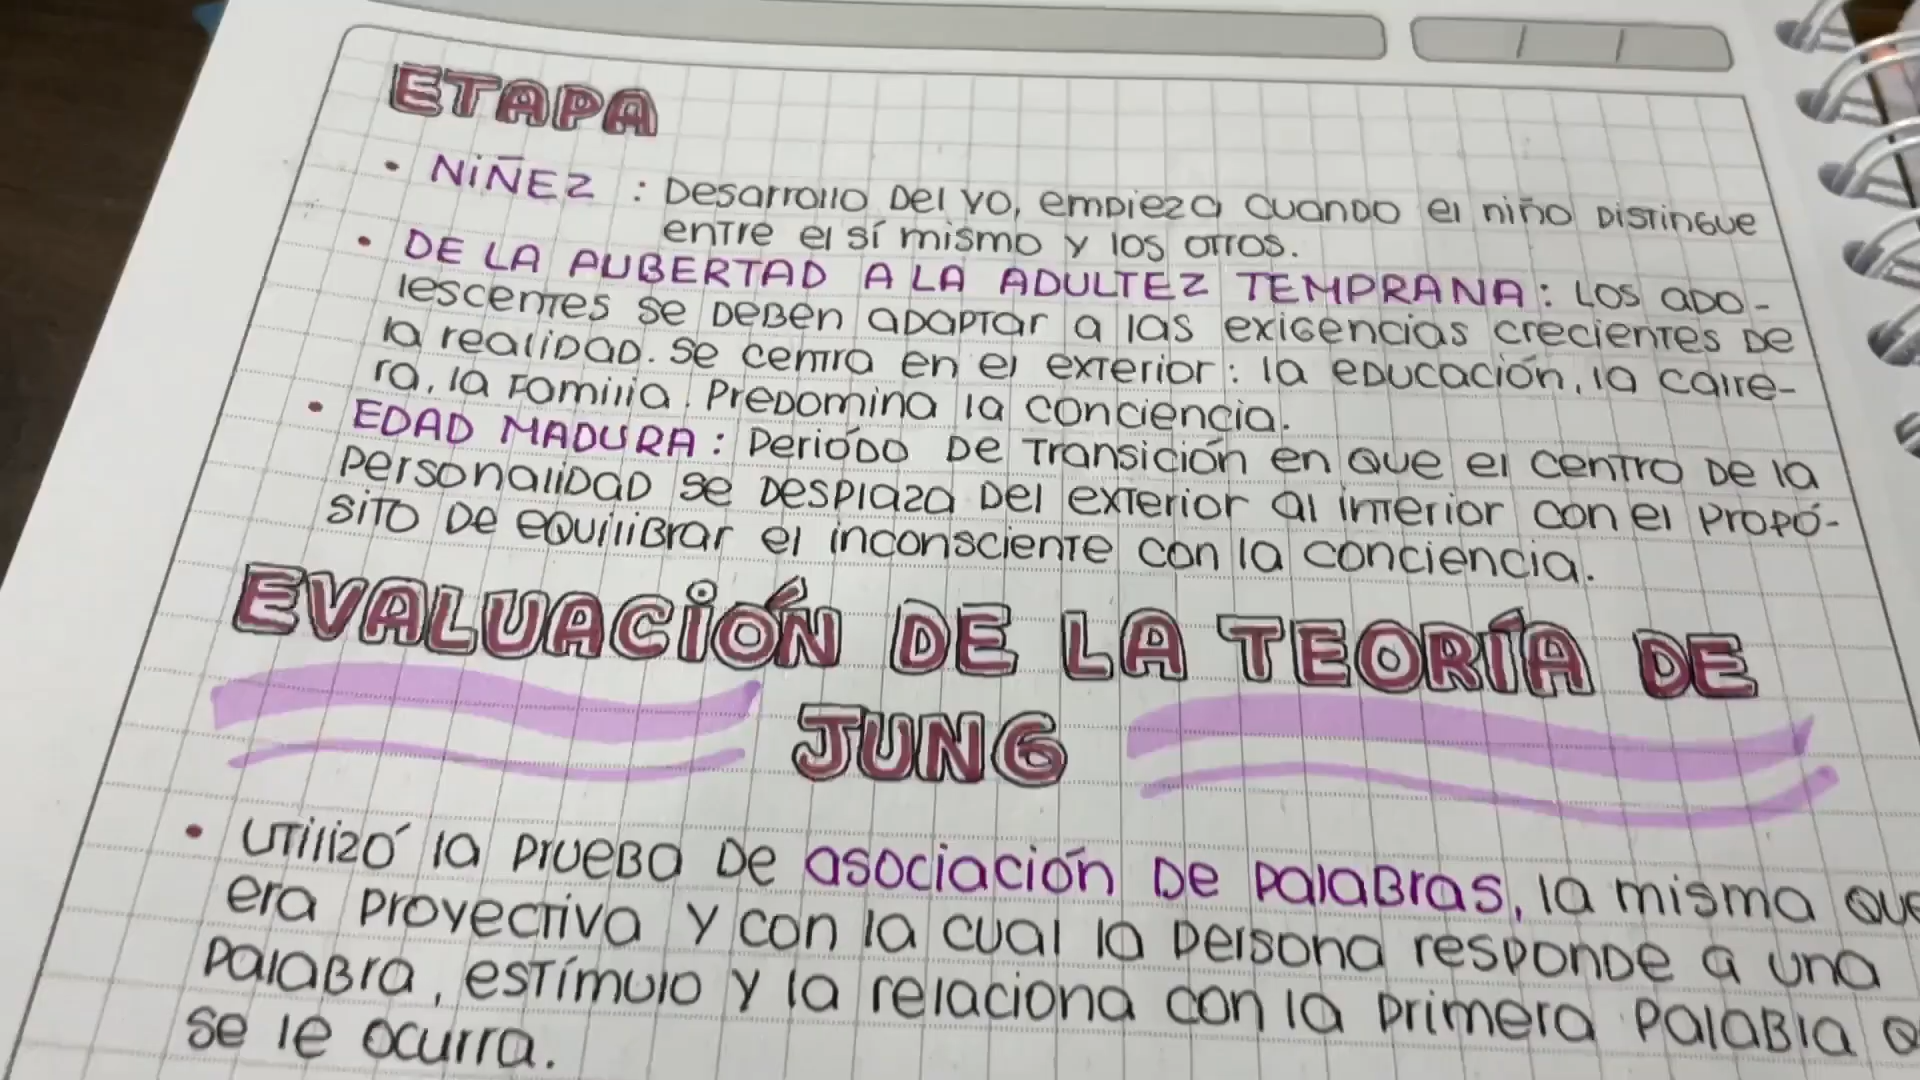 ETAPA
• NIÑEZ : Desarrollo del yo, empieza cuando el niño distingue
entre el sí mismo y los otros.
• DE LA AUBERTAD A LA ADULTEZ TEMPRANA: Los ado-
lescentes se deben adaptar a las exigencias crecientes de
la realidad. Se centra en el exterior: la educación, la carre-
ra, la familia. Predomina la conciencia.
• EDAD MADURA: Periódo de transición en que el centro de la
personalidad se desplaza del exterior al interior con el propó-
sito de equilibrar el inconsciente con la conciencia.
EVALUACIÓN DE LA TEORÍA DE
JUNG
• Utilizó la prueba de asociación de palabras, la misma que
era proyectiva y con la cual la persona responde a una
palabra, estímulo y la relaciona con la primera palabra
se le ocurra.